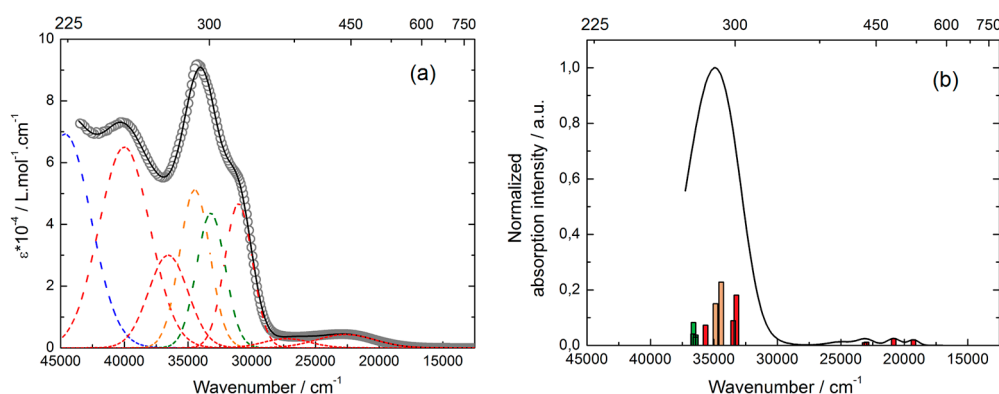 225 300 450 600 750
(a)
10
8
6
4
2
0
ε*10⁻⁴ / L.mol⁻¹.cm⁻¹
45000 40000 35000 30000 25000 20000 15000
Wavenumber / cm⁻¹
225 300 450 600 750
(b)
1,0
0,8
0,6
0,4
0,2
0,0
Normalized
absorption intensity / a.u.
45000 40000 35000 30000 25000 20000 15000
Wavenumber / cm⁻¹